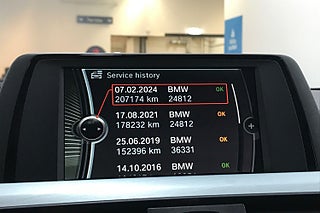 Service history
07.02.2024 BMW OK
207174 km 24812
17.08.2021 BMW OK
178232 km 24812
25.06.2019 BMW OK
152396 km 36331
14.10.2016 BMW OK
+